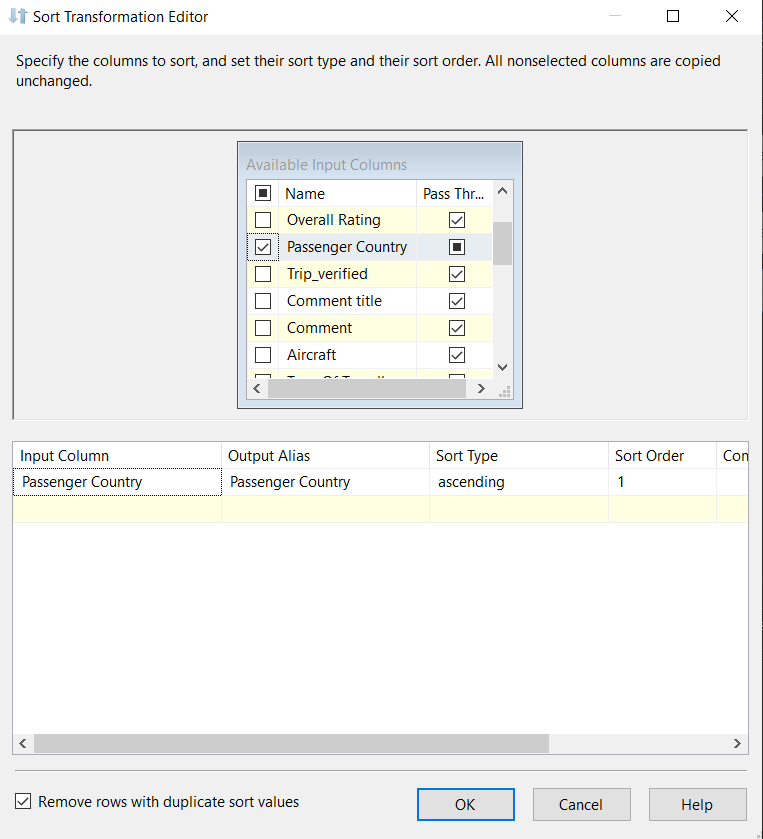 Sort Transformation Editor
Specify the columns to sort, and set their sort type and their sort order. All nonselected columns are copied
unchanged.
Available Input Columns
Name Pass Thr...
Overall Rating
Passenger Country
Trip_verified
Comment title
Comment
Aircraft
Input Column Output Alias Sort Type Sort Order Com
Passenger Country Passenger Country ascending 1
Remove rows with duplicate sort values OK Cancel Help